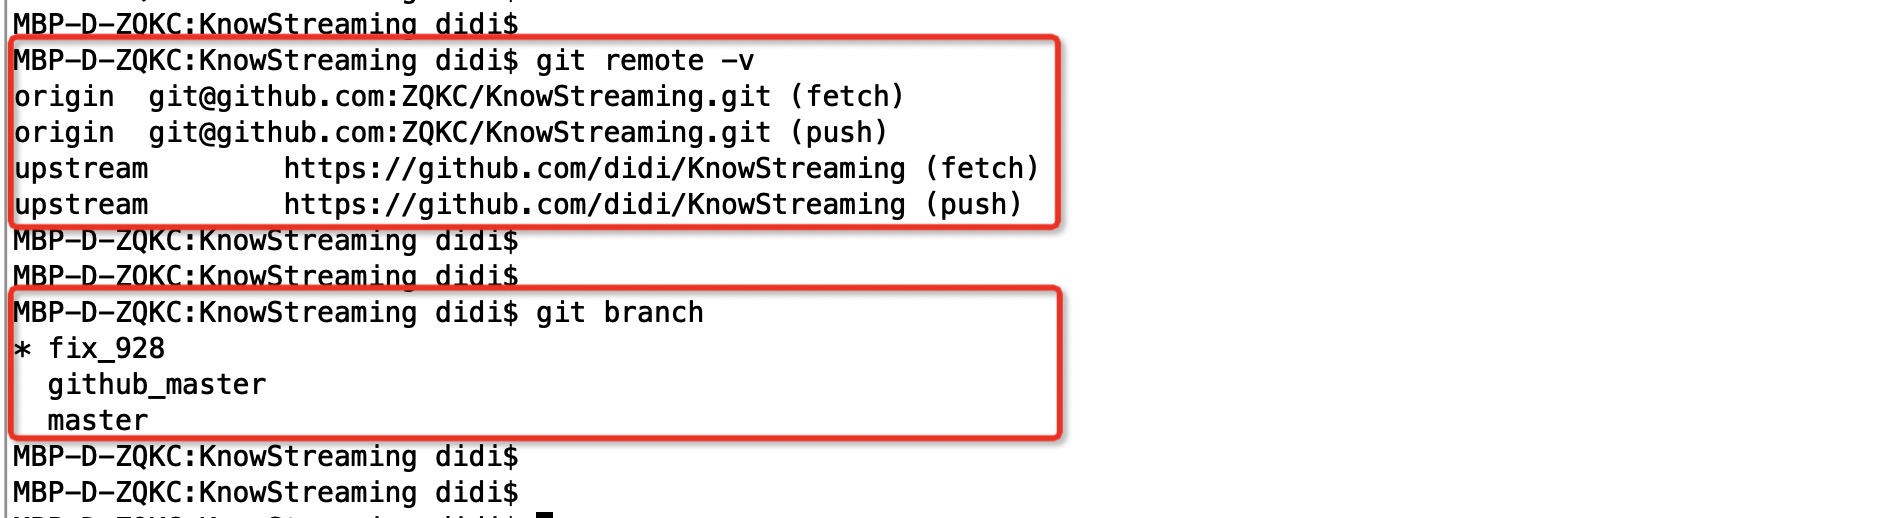 MBP-D-ZQKC:KnowStreaming didi$
MBP-D-ZQKC:KnowStreaming didi$ git remote -v
origin  git@github.com:ZQKC/KnowStreaming.git (fetch)
origin  git@github.com:ZQKC/KnowStreaming.git (push)
upstream        https://github.com/didi/KnowStreaming (fetch)
upstream        https://github.com/didi/KnowStreaming (push)
MBP-D-ZQKC:KnowStreaming didi$
MBP-D-ZQKC:KnowStreaming didi$
MBP-D-ZQKC:KnowStreaming didi$ git branch
* fix_928
  github_master
  master
MBP-D-ZQKC:KnowStreaming didi$
MBP-D-ZQKC:KnowStreaming didi$